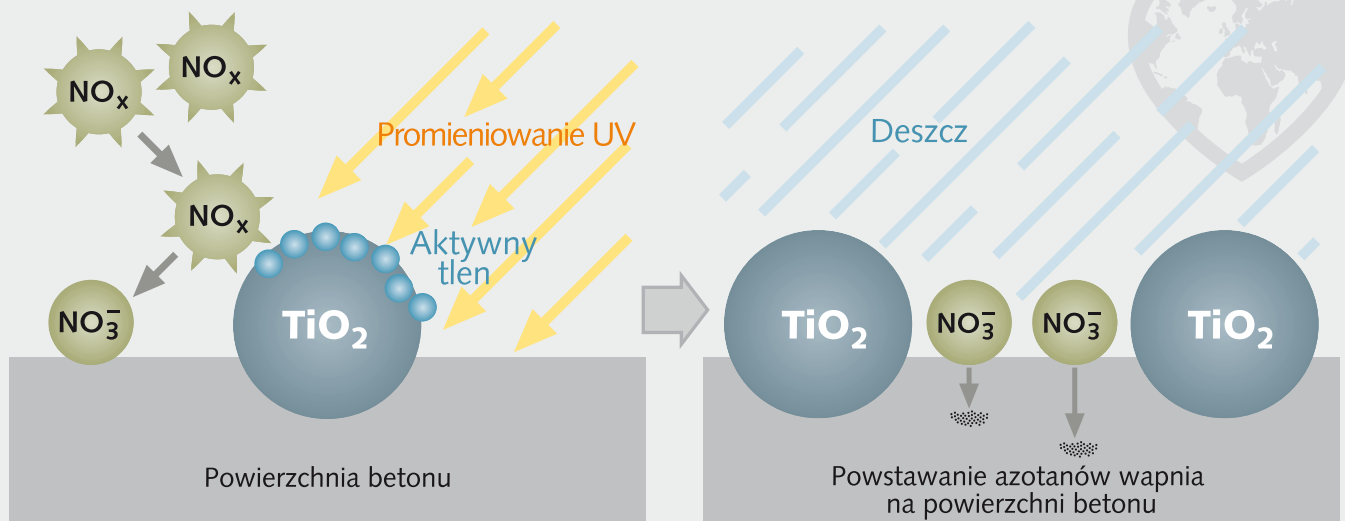 NOₓ
NOₓ
Promieniowanie UV
NOₓ
Aktywny
tlen
NO₃⁻
TiO₂
Powierzchnia betonu
Deszcz
TiO₂
NO₃⁻
NO₃⁻
TiO₂
Powstawanie azotanów wapnia
na powierzchni betonu